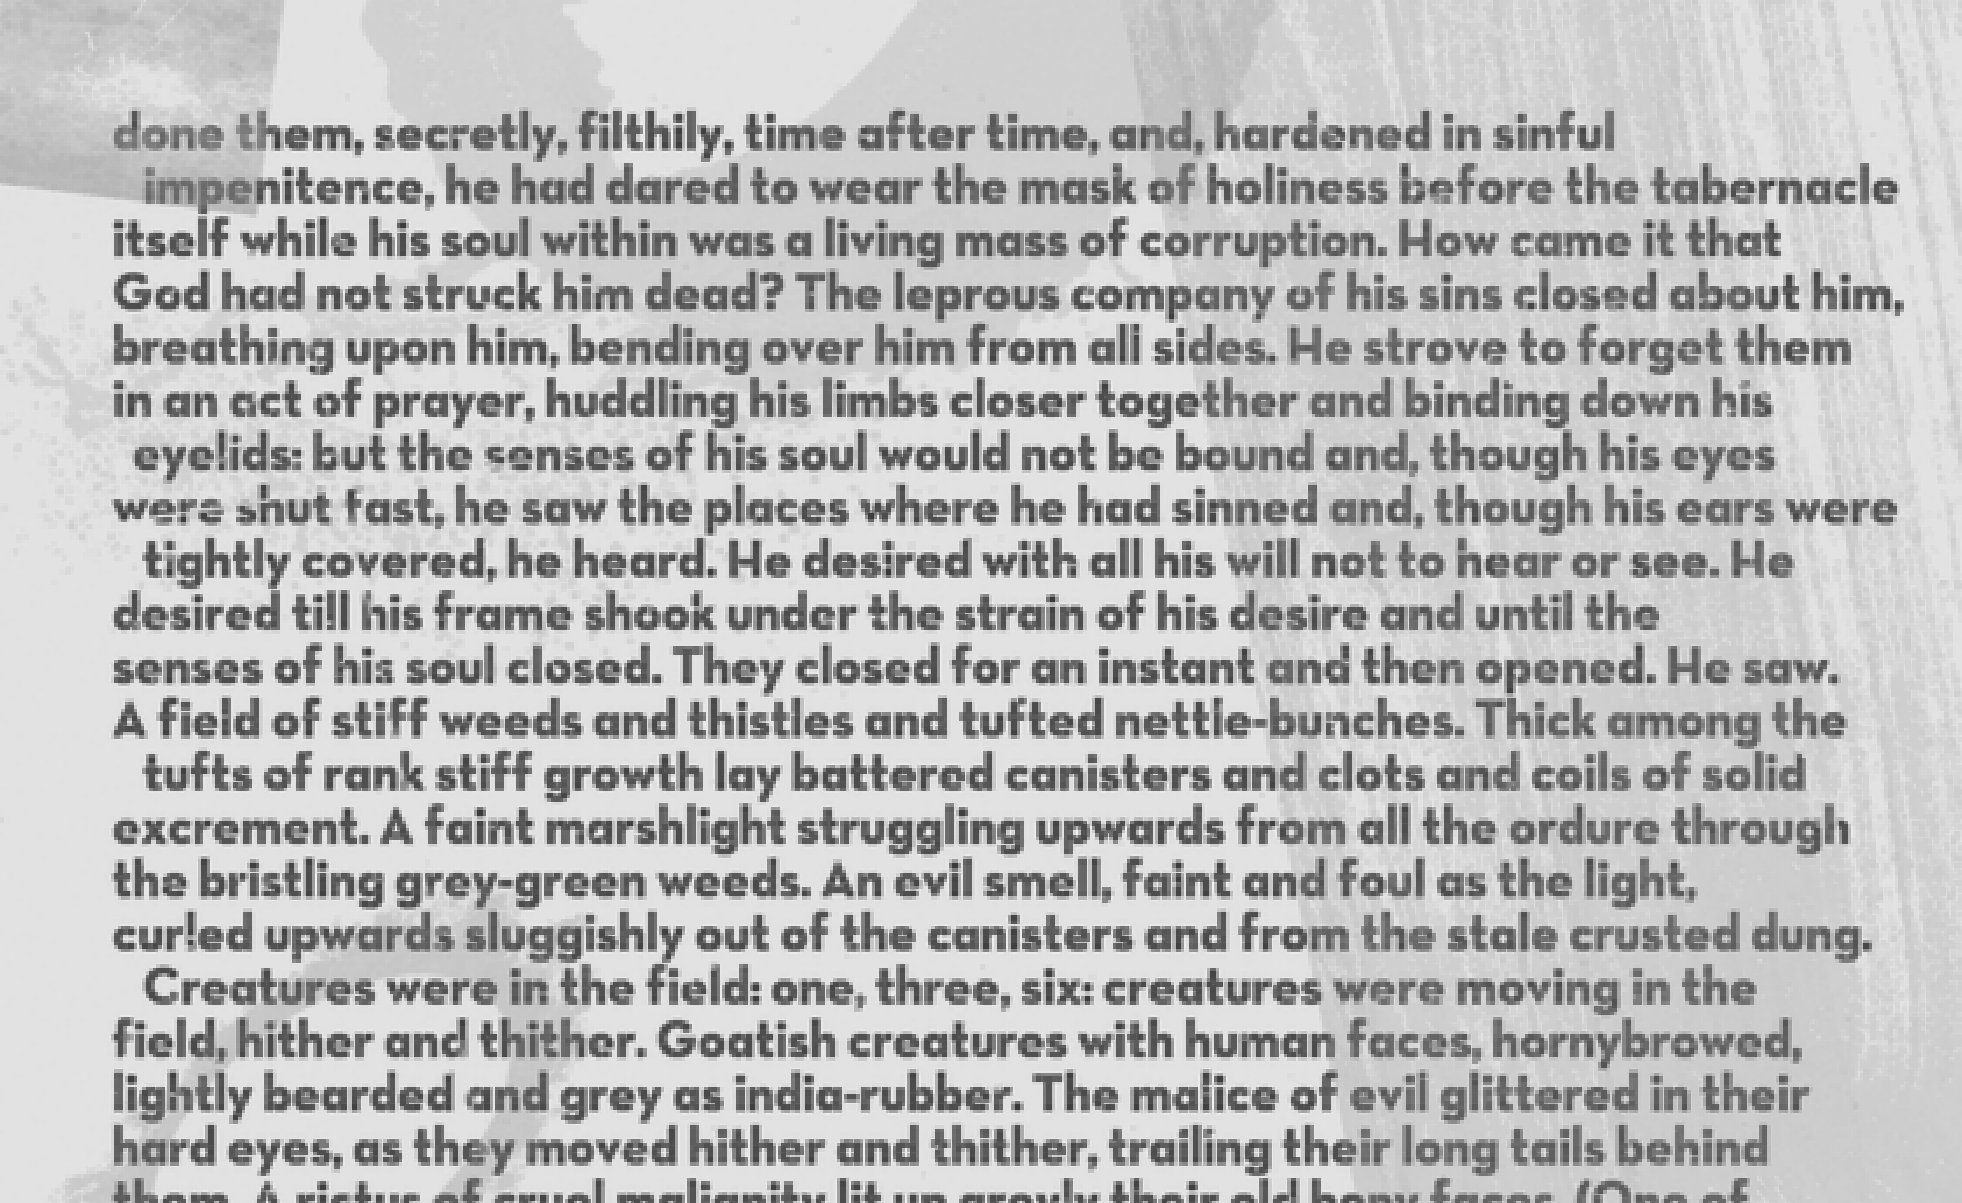 done them, secretly, filthily, time after time, and, hardened in sinful
impenitence, he had dared to wear the mask of holiness before the tabernacle
itself while his soul within was a living mass of corruption. How came it that
God had not struck him dead? The leprous company of his sins closed about him,
breathing upon him, bending over him from all sides. He strove to forget them
in an act of prayer, huddling his limbs closer together and binding down his
eyelids: but the senses of his soul would not be bound and, though his eyes
were shut fast, he saw the places where he had sinned and, though his ears were
tightly covered, he heard. He desired with all his will not to hear or see. He
desired till his frame shook under the strain of his desire and until the
senses of his soul closed. They closed for an instant and then opened. He saw.
A field of stiff weeds and thistles and tufted nettle-bunches. Thick among the
tufts of rank stiff growth lay battered canisters and clots and coils of solid
excrement. A faint marshlight struggling upwards from all the ordure through
the bristling grey-green weeds. An evil smell, faint and foul as the light,
curled upwards sluggishly out of the canisters and from the stale crusted dung.
Creatures were in the field: one, three, six: creatures were moving in the
field, hither and thither. Goatish creatures with human faces, hornybrowed,
lightly bearded and grey as india-rubber. The malice of evil glittered in their
hard eyes, as they moved hither and thither, trailing their long tails behind
them. A rictus of cruel malignity lit up greyly their old bony faces. (One of